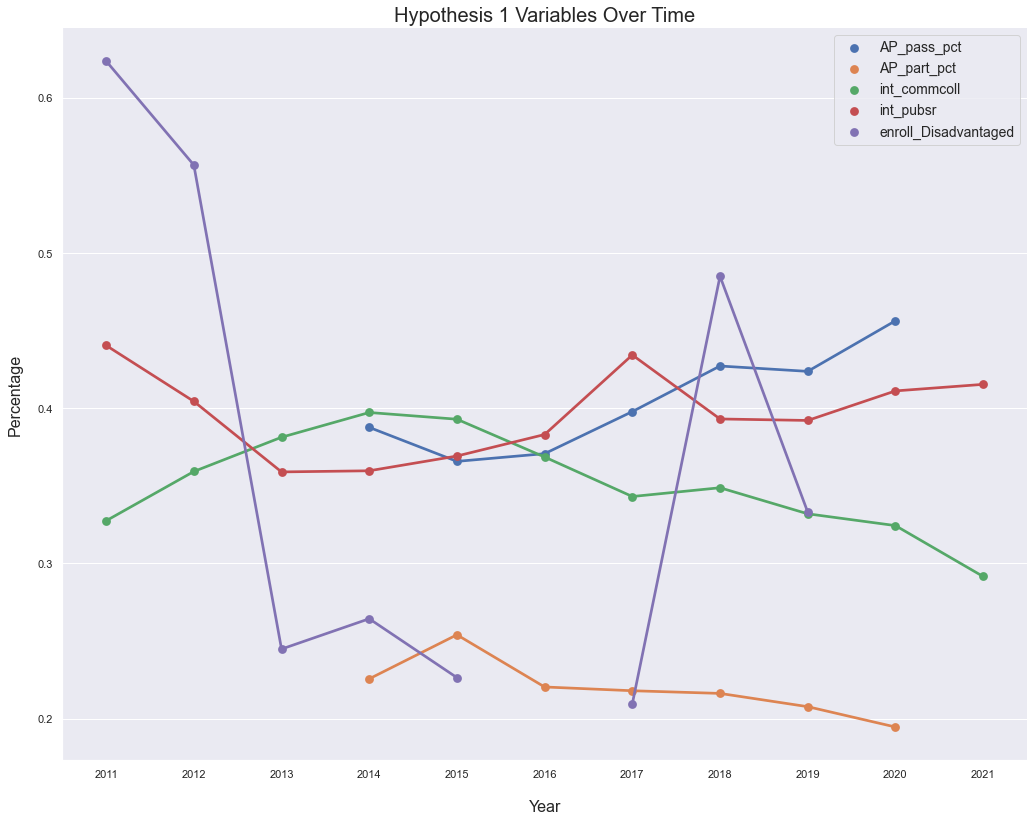 Hypothesis 1 Variables Over Time
AP_pass_pct
AP_part_pct
int_commcoll
int_pubsr
enroll_Disadvantaged
Percentage
0.6
0.5
0.4
0.3
0.2
2011 2012 2013 2014 2015 2016 2017 2018 2019 2020 2021
Year